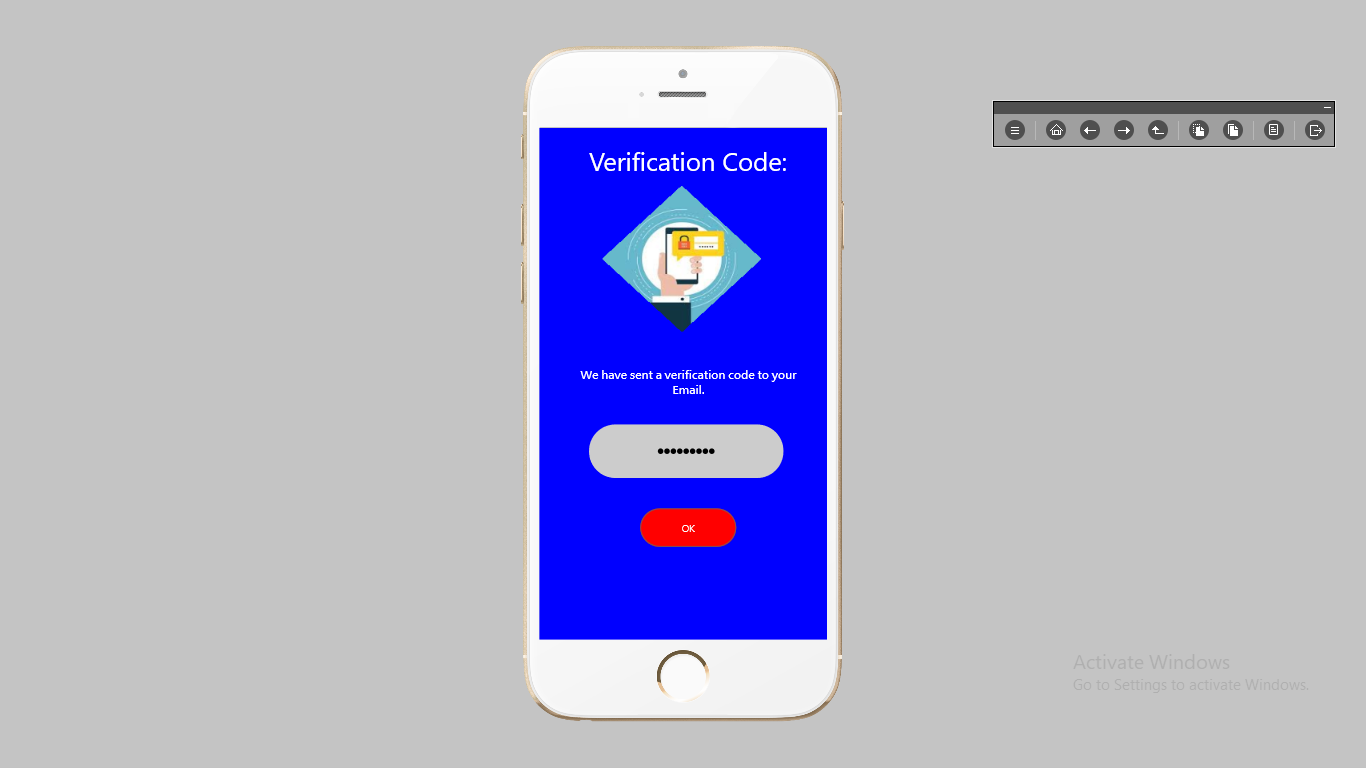 Verification Code:
We have sent a verification code to your
Email.
•••••••••
OK
Activate Windows
Go to Settings to activate Windows.